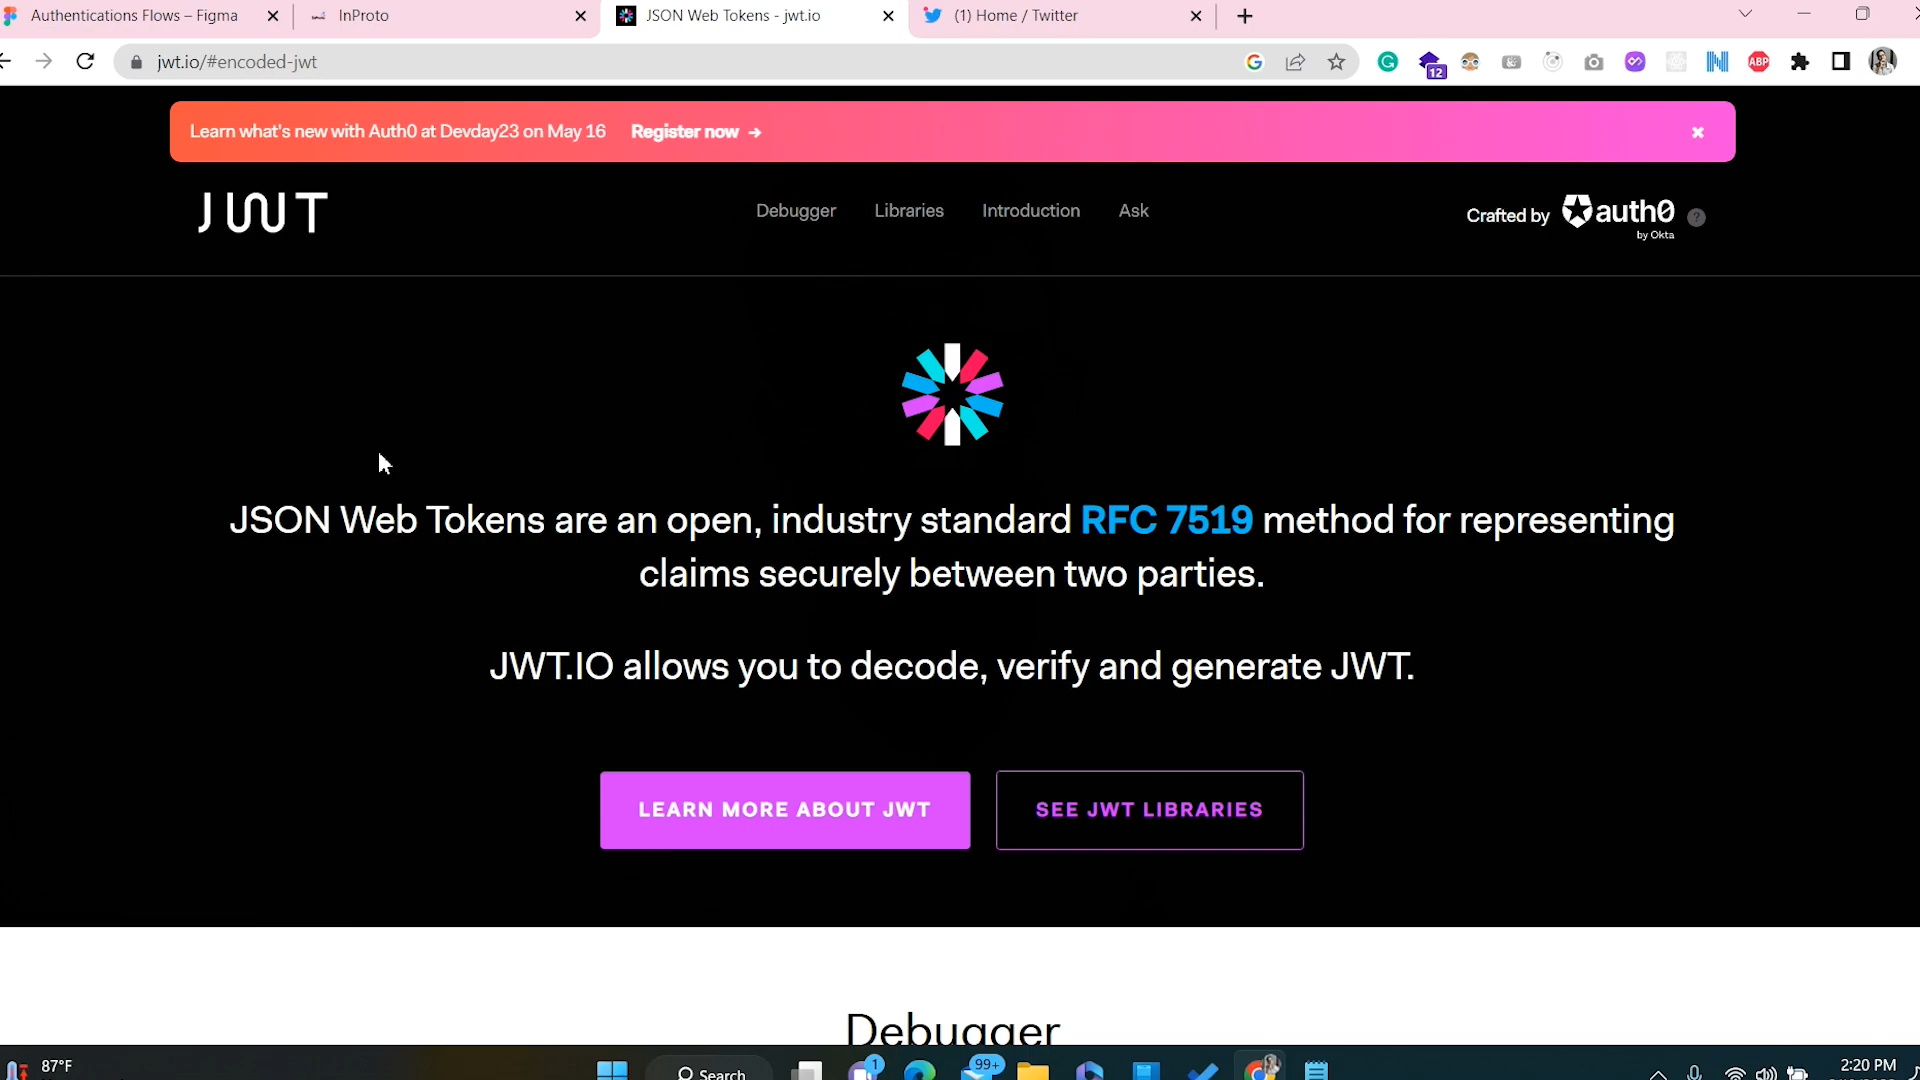 Authentications Flows – Figma
InProto
JSON Web Tokens - jwt.io
(1) Home / Twitter
jwt.io/#encoded-jwt
12
ABP
Learn what's new with Auth0 at Devday23 on May 16 Register now →
JWT
Debugger Libraries Introduction Ask
Crafted by auth0
by Okta
?
JSON Web Tokens are an open, industry standard RFC 7519 method for representing
claims securely between two parties.
JWT.IO allows you to decode, verify and generate JWT.
LEARN MORE ABOUT JWT
SEE JWT LIBRARIES
Debugger
87°F
Search
1
99+
2:20 PM